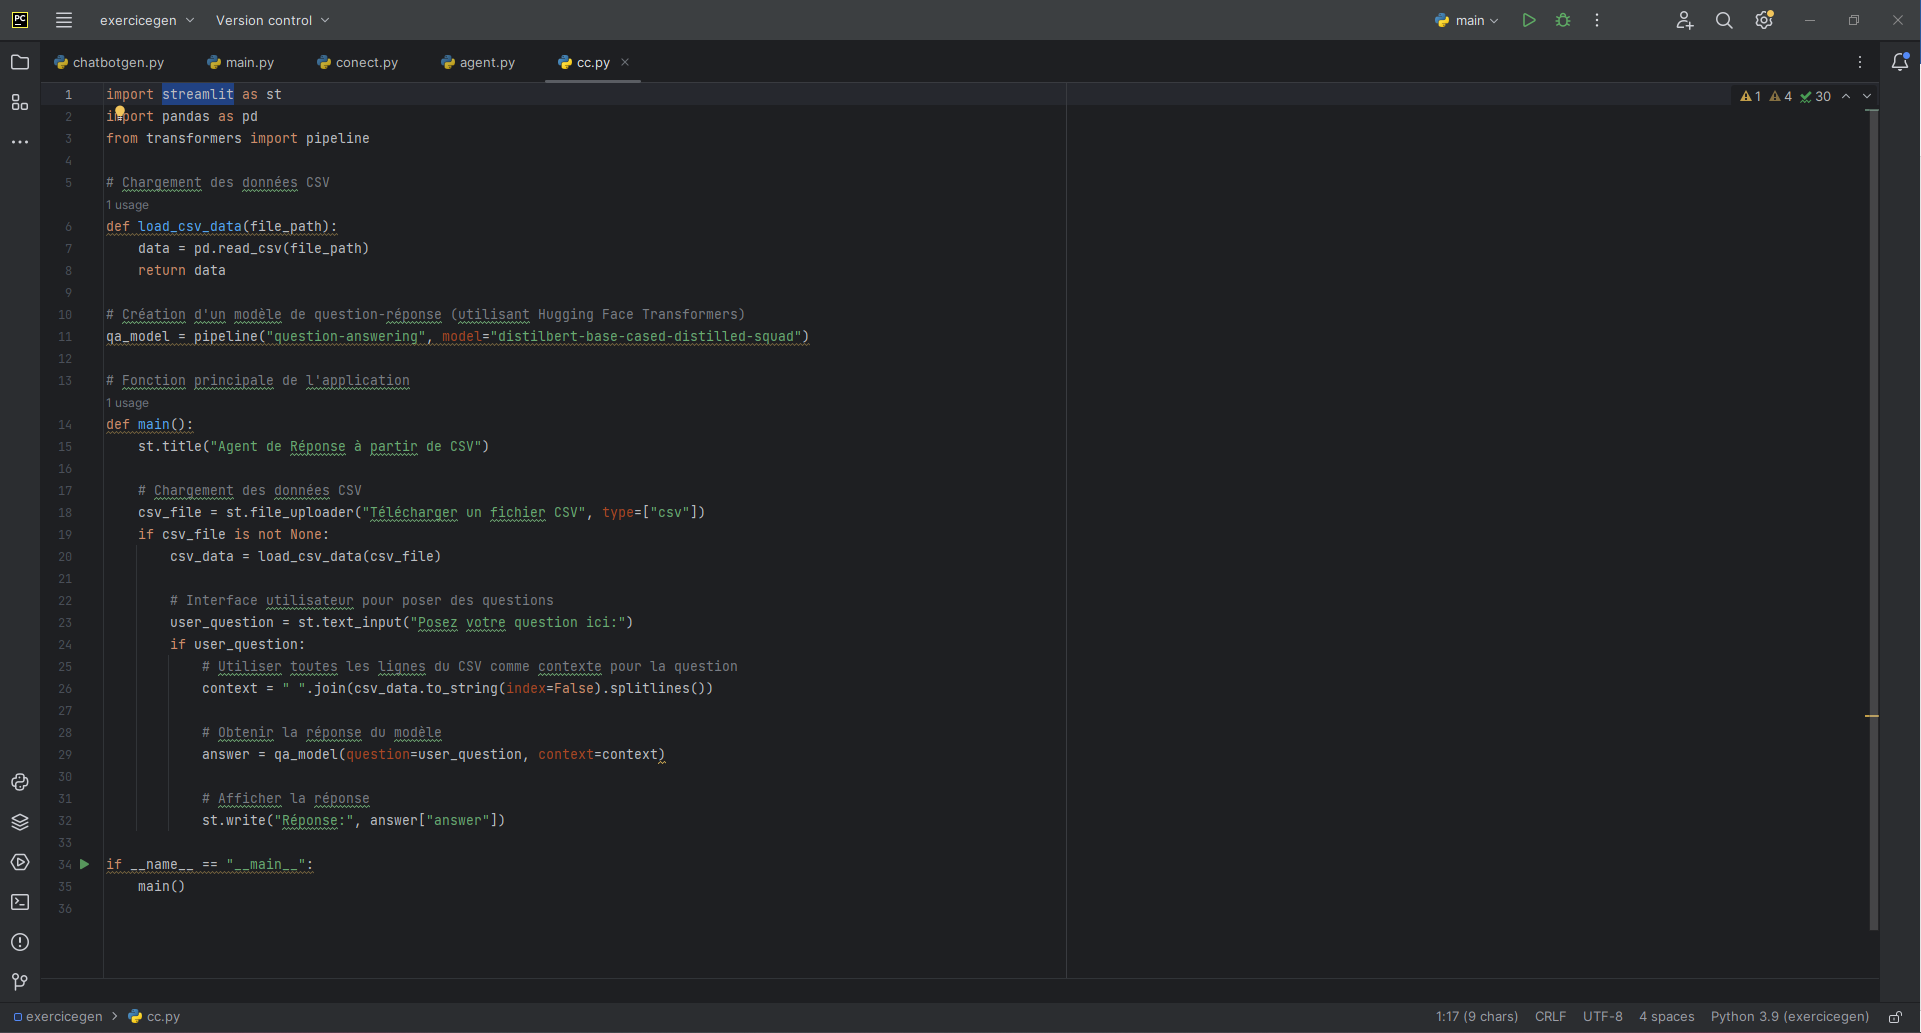 PC exercicegen Version control main
chatbotgen.py main.py conect.py agent.py cc.py
1 import streamlit as st 1 4 30
2 import pandas as pd
3 from transformers import pipeline
4
5 # Chargement des données CSV
1 usage
6 def load_csv_data(file_path):
7 data = pd.read_csv(file_path)
8 return data
9
10 # Création d'un modèle de question-réponse (utilisant Hugging Face Transformers)
11 qa_model = pipeline("question-answering", model="distilbert-base-cased-distilled-squad")
12
13 # Fonction principale de l'application
1 usage
14 def main():
15 st.title("Agent de Réponse à partir de CSV")
16
17 # Chargement des données CSV
18 csv_file = st.file_uploader("Télécharger un fichier CSV", type=["csv"])
19 if csv_file is not None:
20 csv_data = load_csv_data(csv_file)
21
22 # Interface utilisateur pour poser des questions
23 user_question = st.text_input("Posez votre question ici:")
24 if user_question:
25 # Utiliser toutes les lignes du CSV comme contexte pour la question
26 context = " ".join(csv_data.to_string(index=False).splitlines())
27
28 # Obtenir la réponse du modèle
29 answer = qa_model(question=user_question, context=context)
30
31 # Afficher la réponse
32 st.write("Réponse:", answer["answer"])
33
34 if __name__ == "__main__":
35 main()
36
exercicegen > cc.py 1:17 (9 chars) CRLF UTF-8 4 spaces Python 3.9 (exercicegen)